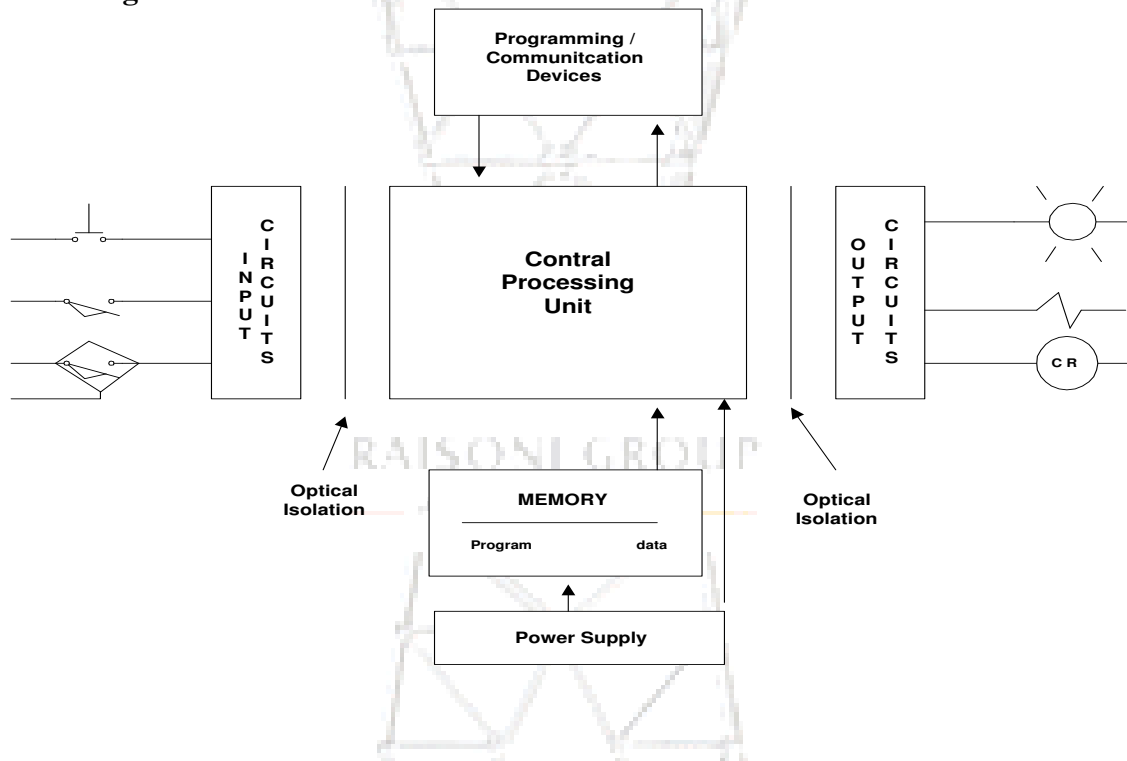 Programming /
Communitcation
Devices
INPUT
CIRCUITS
Contral
Processing
Unit
OUTPUT
CIRCUITS
C R
RAISONI GROUP
Optical
Isolation
MEMORY
Program data
Optical
Isolation
Power Supply